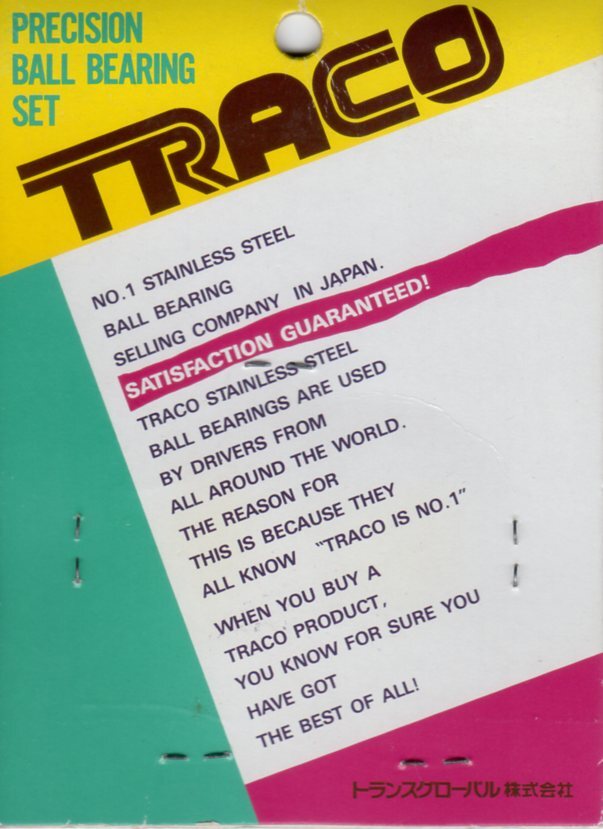 PRECISION
BALL BEARING
SET
TRACO
NO.1 STAINLESS STEEL
BALL BEARING
SELLING COMPANY IN JAPAN.
SATISFACTION GUARANTEED!
TRACO STAINLESS STEEL
BALL BEARINGS ARE USED
BY DRIVERS FROM
ALL AROUND THE WORLD.
THE REASON FOR
THIS IS BECAUSE THEY
ALL KNOW "TRACO IS NO.1"
WHEN YOU BUY A
TRACO PRODUCT,
YOU KNOW FOR SURE YOU
HAVE GOT
THE BEST OF ALL!
トランスグローバル株式会社